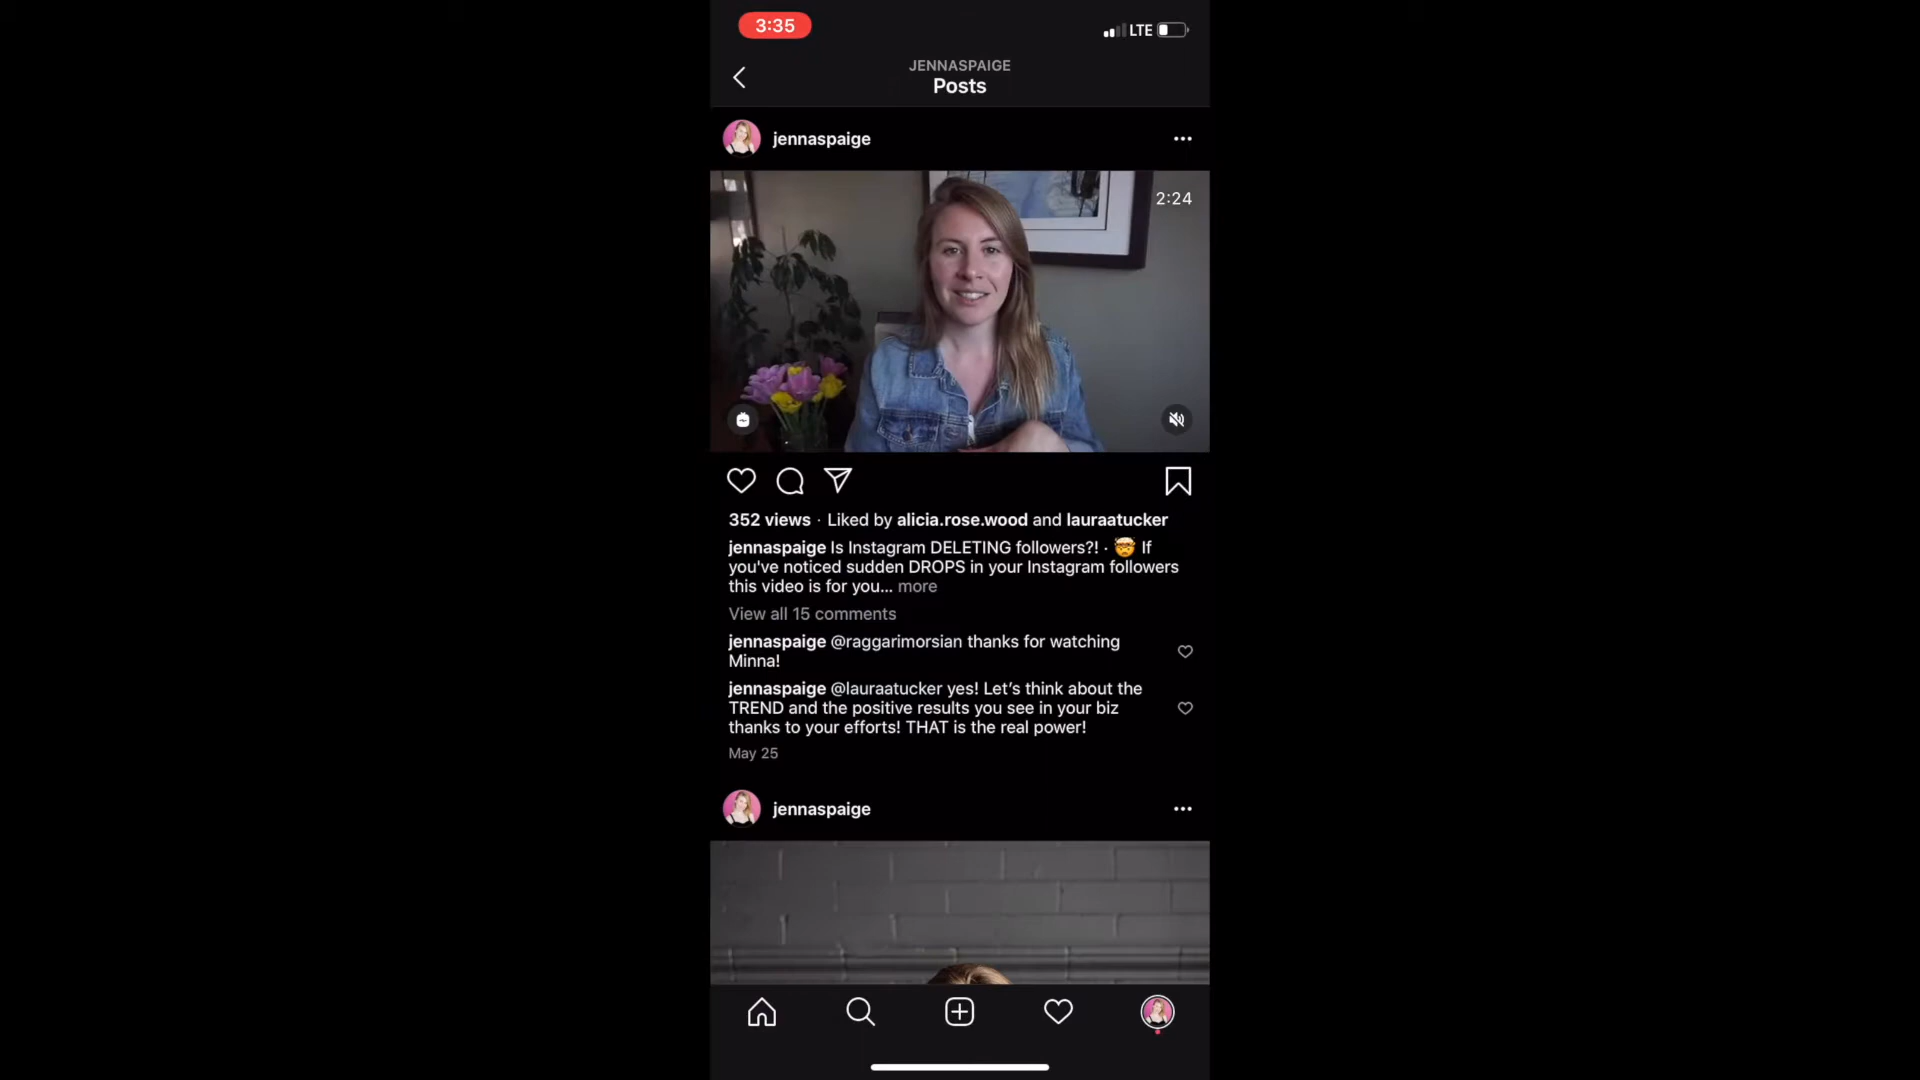 3:35
LTE
JENNASPAIGE
Posts
jennaspaige
2:24
352 views · Liked by alicia.rose.wood and lauraatucker
jennaspaige Is Instagram DELETING followers?! · 🤯 If
you've noticed sudden DROPS in your Instagram followers
this video is for you... more
View all 15 comments
jennaspaige @raggarimorsian thanks for watching
Minna!
jennaspaige @lauraatucker yes! Let’s think about the
TREND and the positive results you see in your biz
thanks to your efforts! THAT is the real power!
May 25
jennaspaige